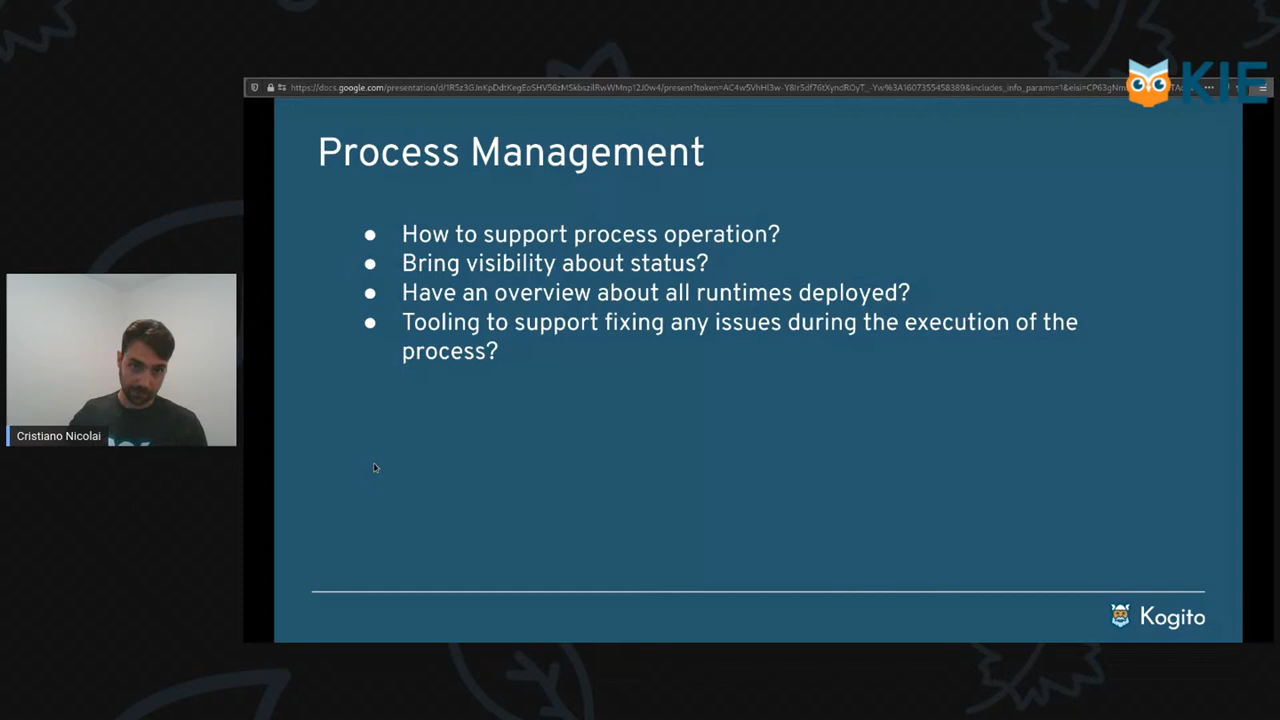 KIE
Process Management
● How to support process operation?
● Bring visibility about status?
● Have an overview about all runtimes deployed?
● Tooling to support fixing any issues during the execution of the
process?
Cristiano Nicolai
Kogito